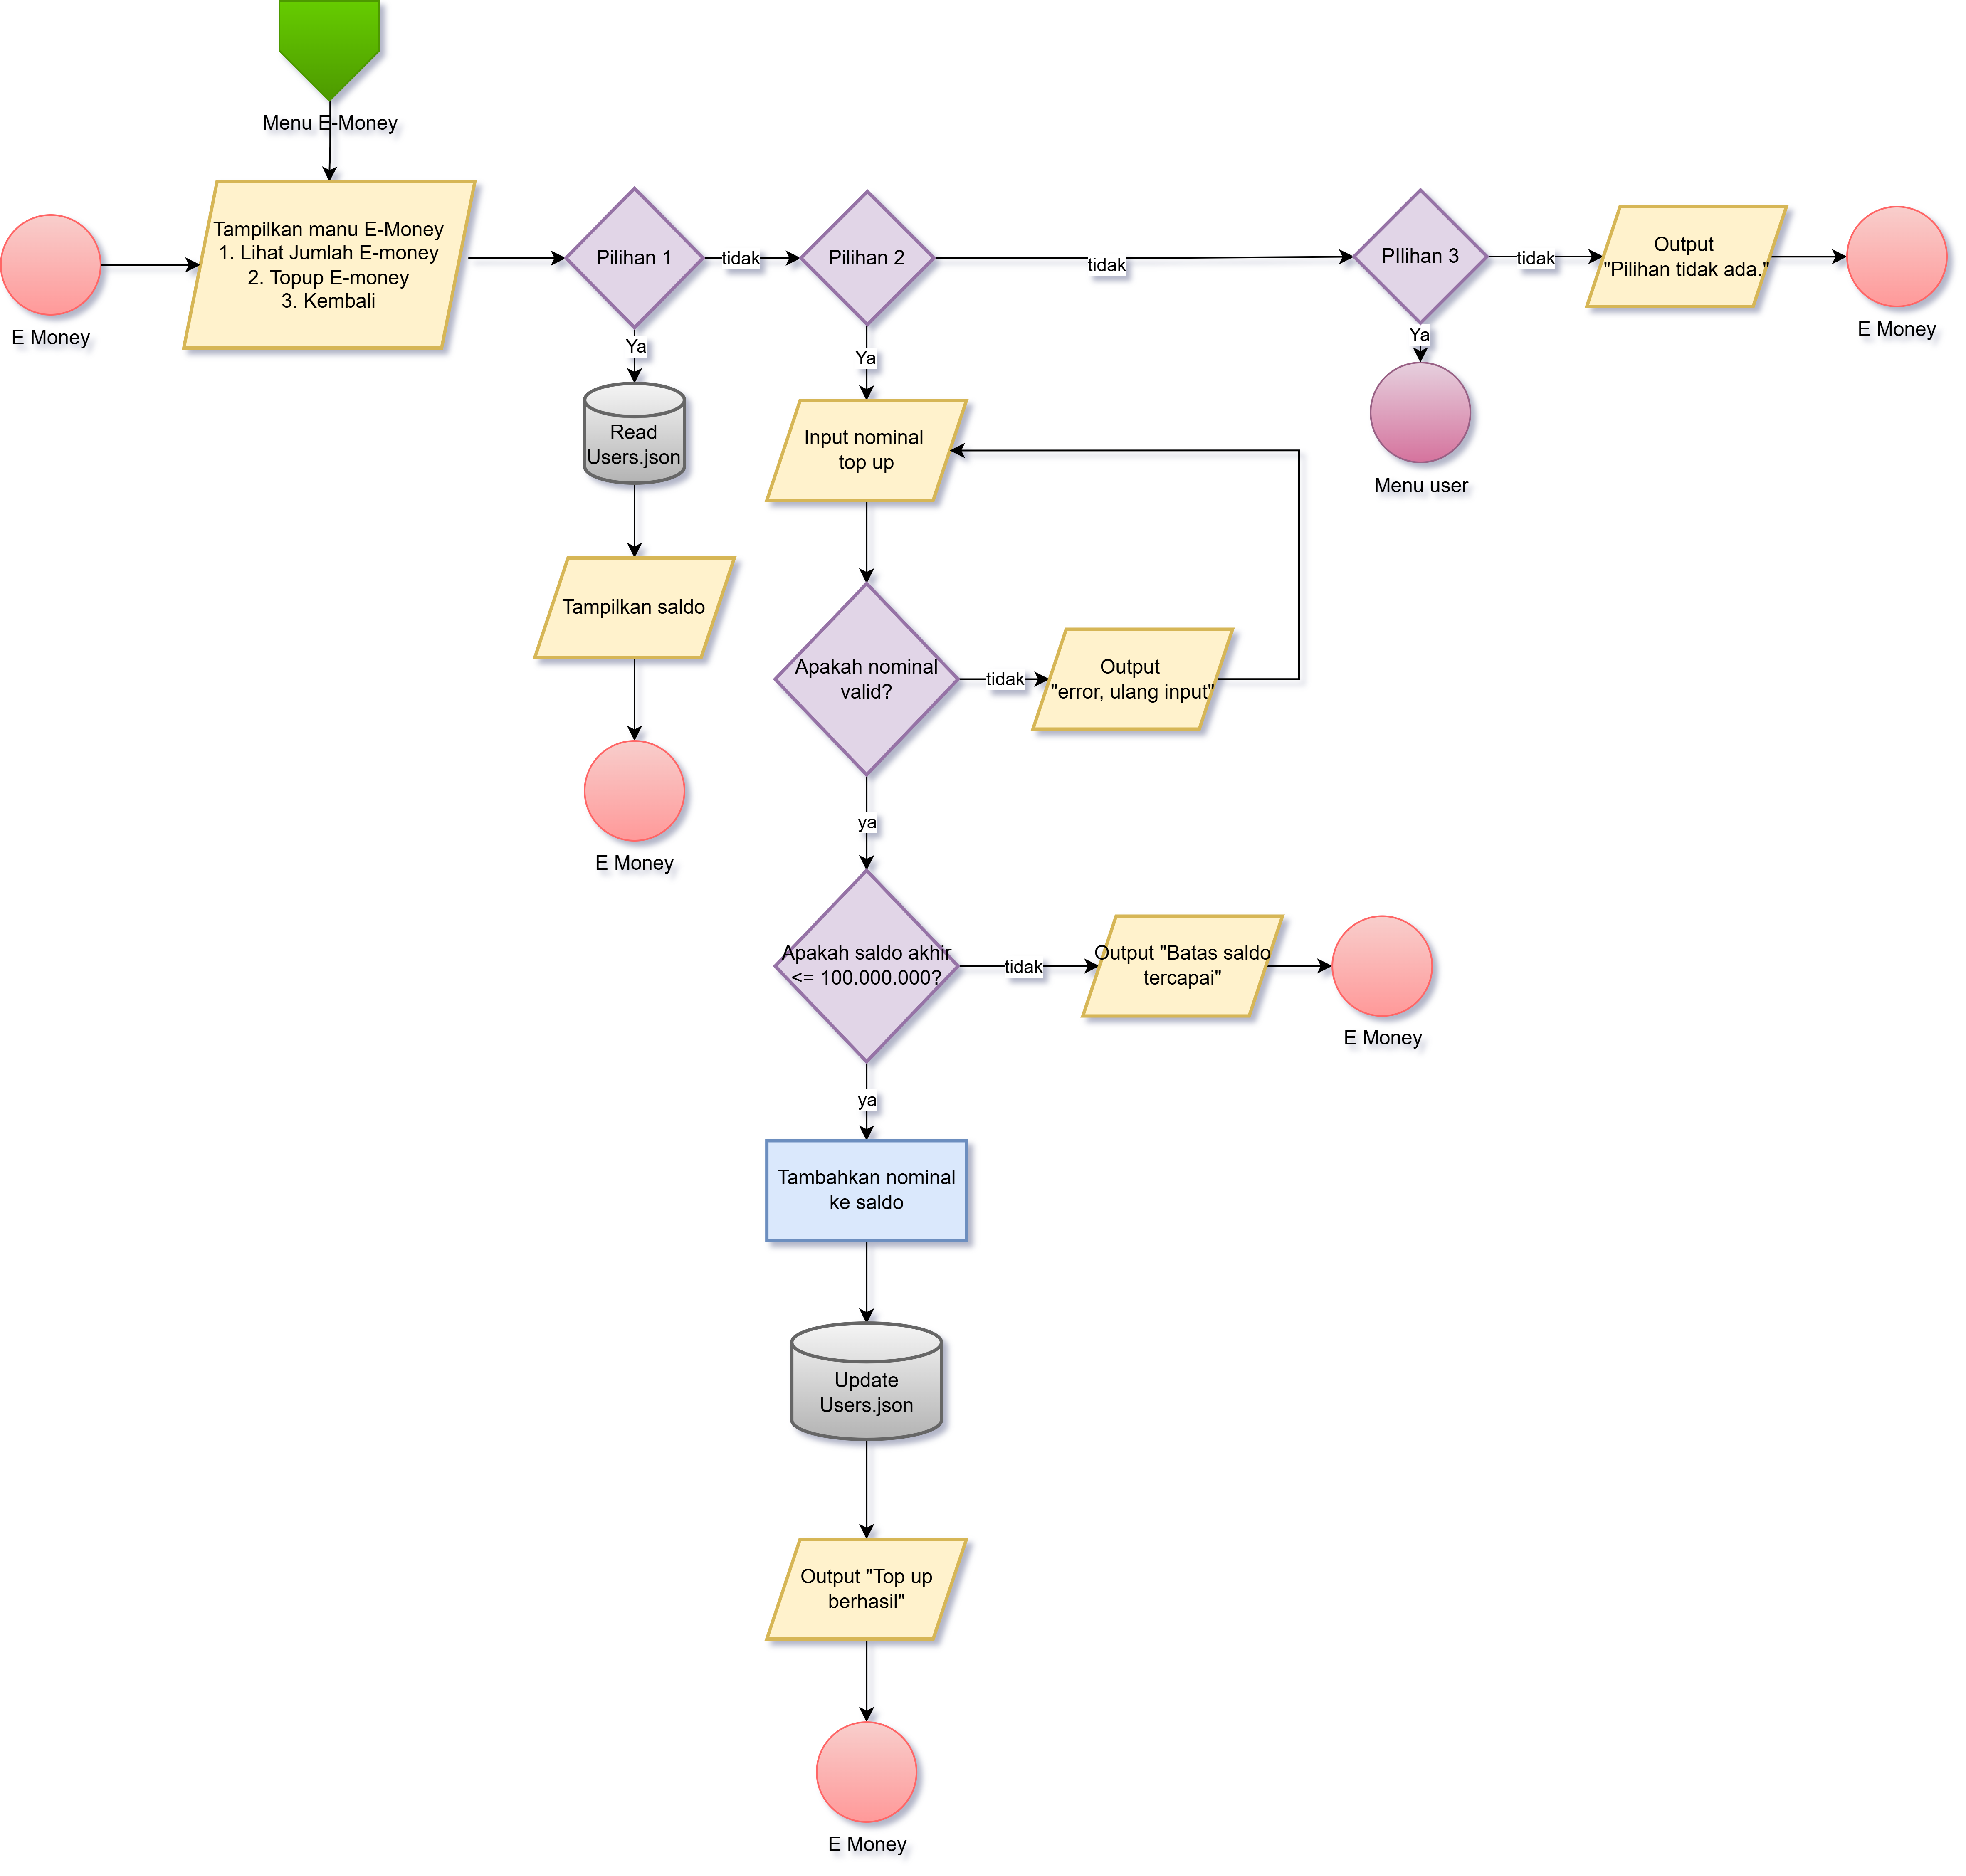 Menu E-Money
Tampilkan manu E-Money
1. Lihat Jumlah E-money
2. Topup E-money
3. Kembali
E Money
Pilihan 1
tidak
Pilihan 2
tidak
PIlihan 3
tidak
Output
"Pilihan tidak ada."
E Money
Ya
Read
Users.json
Tampilkan saldo
E Money
Ya
Input nominal
top up
Ya
Menu user
Apakah nominal
valid?
tidak
Output
"error, ulang input"
ya
Apakah saldo akhir
<= 100.000.000?
tidak
Output "Batas saldo
tercapai"
E Money
ya
Tambahkan nominal
ke saldo
Update
Users.json
Output "Top up
berhasil"
E Money